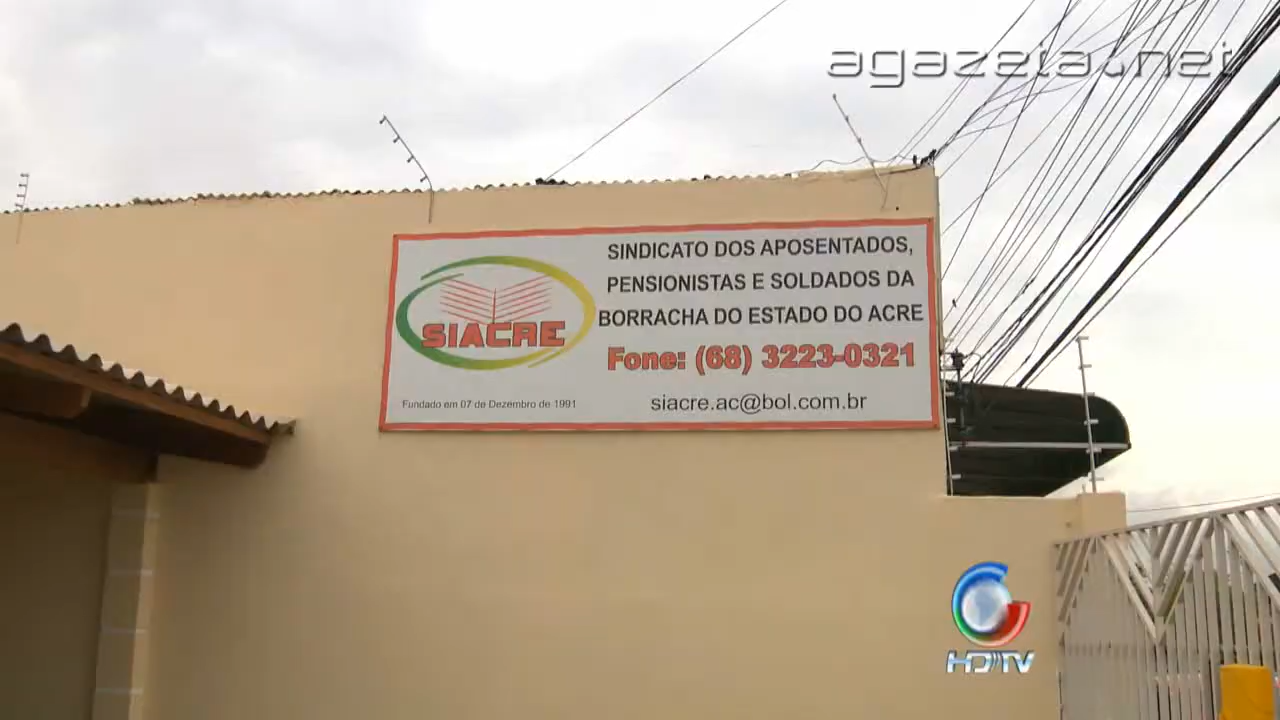 agazeta.net
SINDICATO DOS APOSENTADOS,
PENSIONISTAS E SOLDADOS DA
BORRACHA DO ESTADO DO ACRE
SIACRE
Fone: (68) 3223-0321
Fundado em 07 de Dezembro de 1991
siacre.ac@bol.com.br
HDTV